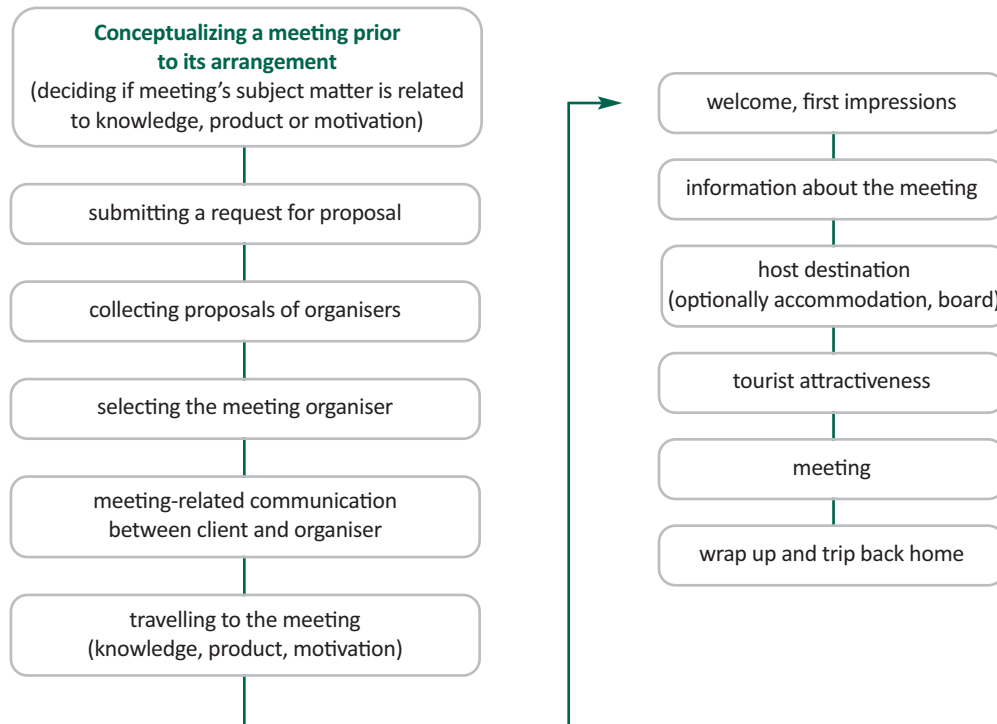 Conceptualizing a meeting prior
to its arrangement
(deciding if meeting’s subject matter is related
to knowledge, product or motivation)
submitting a request for proposal
collecting proposals of organisers
selecting the meeting organiser
meeting-related communication
between client and organiser
travelling to the meeting
(knowledge, product, motivation)
welcome, first impressions
information about the meeting
host destination
(optionally accommodation, board)
tourist attractiveness
meeting
wrap up and trip back home